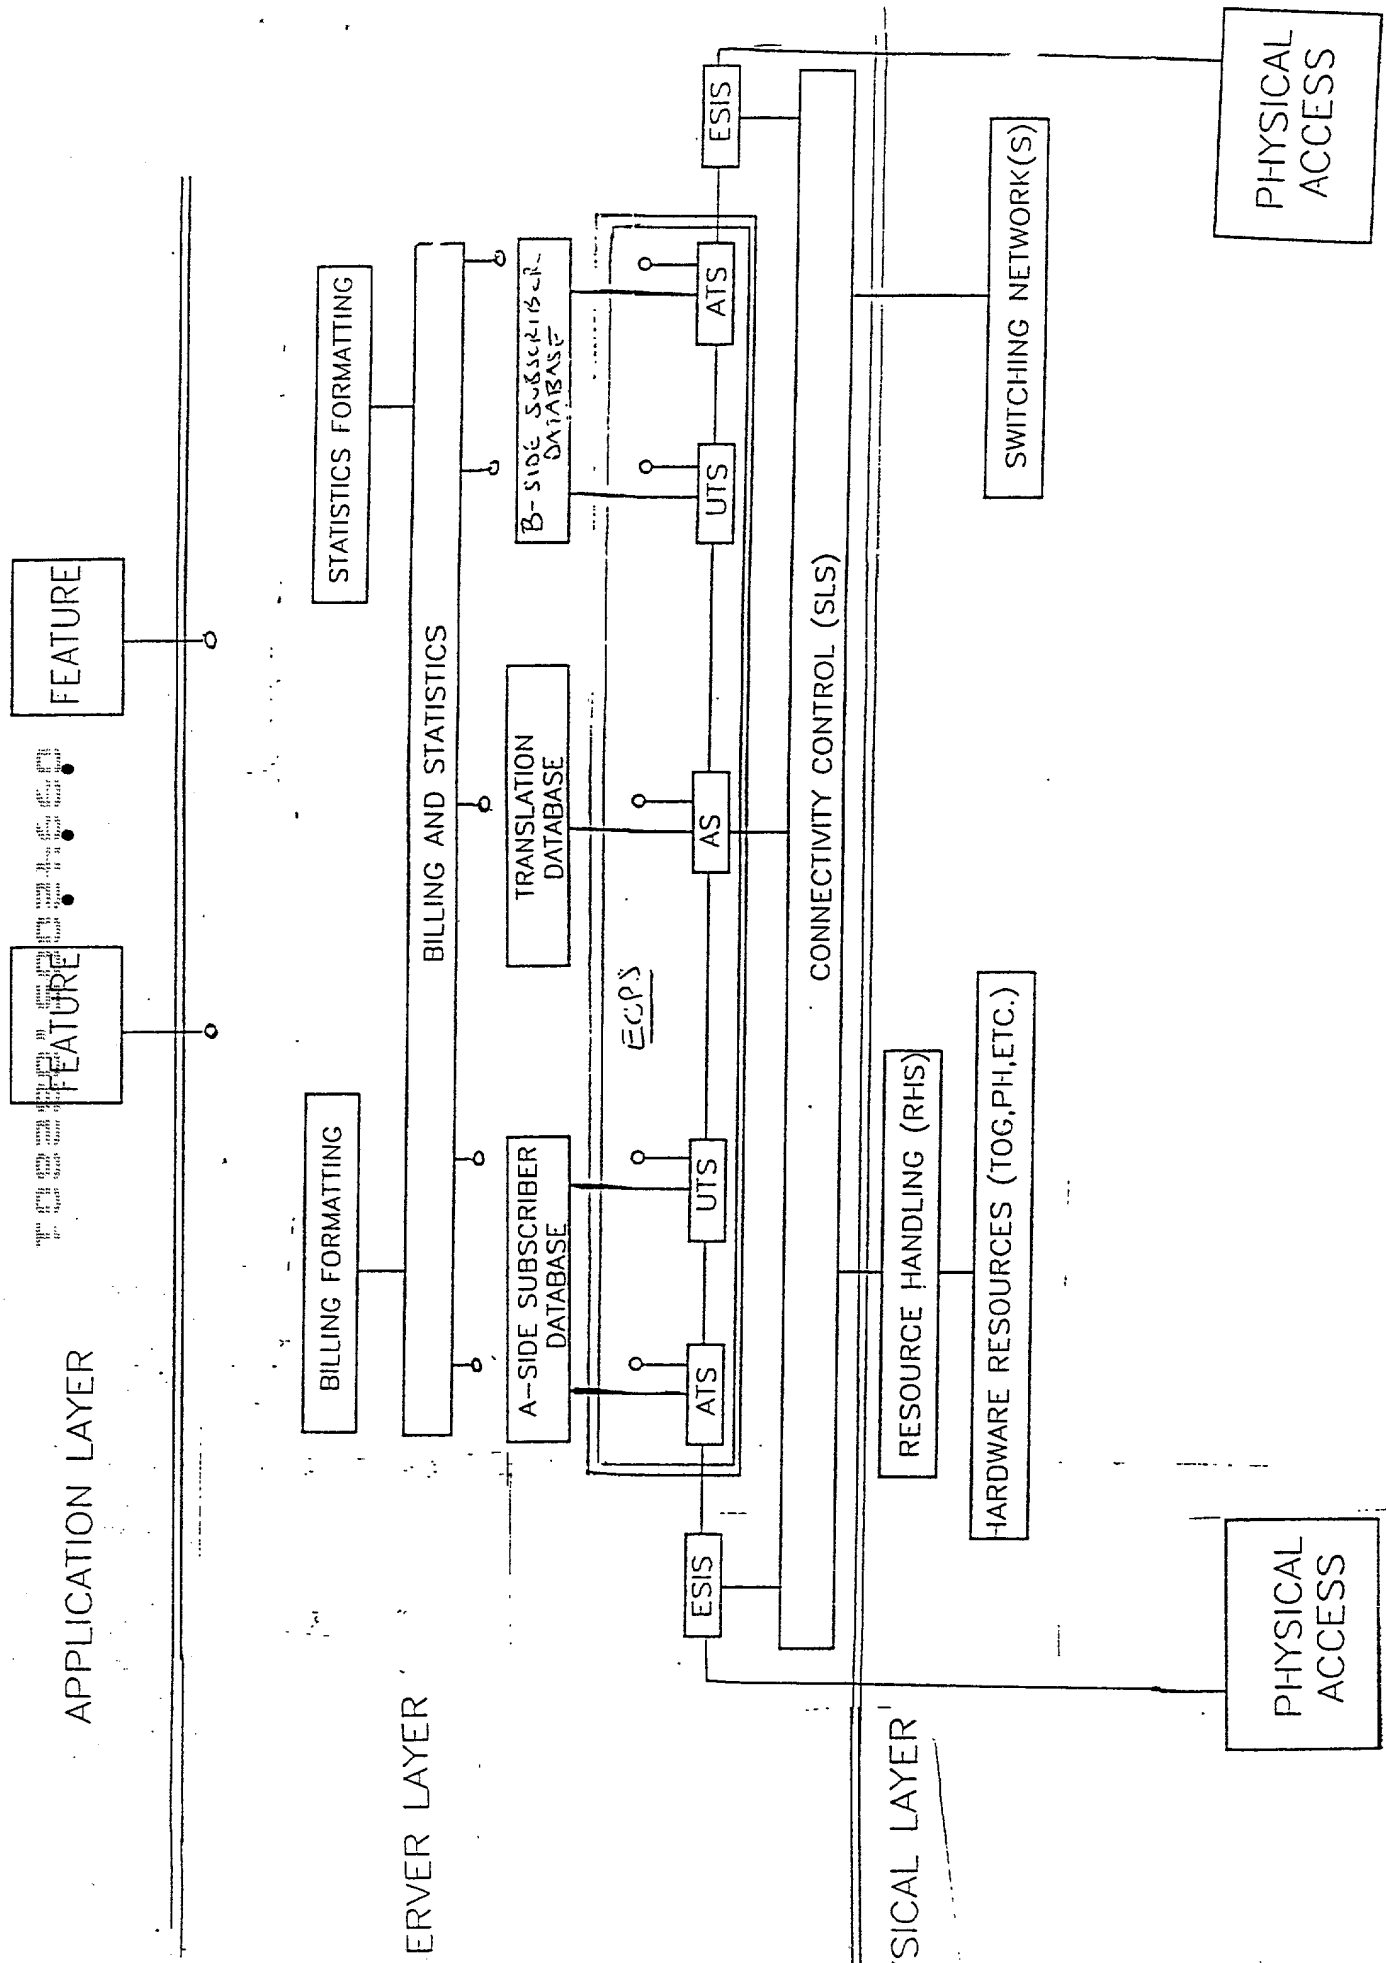 APPLICATION LAYER
FEATURE
FEATURE
ERVER LAYER
BILLING FORMATTING
STATISTICS FORMATTING
BILLING AND STATISTICS
A-SIDE SUBSCRIBER
DATABASE
TRANSLATION
DATABASE
B-SIDE SUBSCRIBER
DATABASE
ECPS
ESIS
ATS
UTS
AS
UTS
ATS
ESIS
CONNECTIVITY CONTROL (SLS)
SICAL LAYER
RESOURCE HANDLING (RHS)
HARDWARE RESOURCES (TOG,PH,ETC.)
SWITCHING NETWORK(S)
PHYSICAL
ACCESS
PHYSICAL
ACCESS